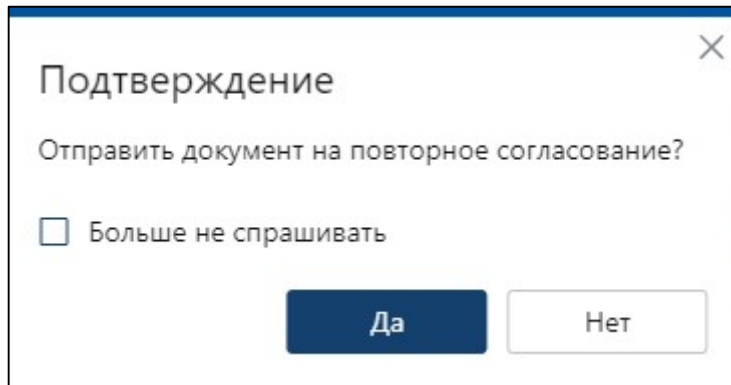 Подтверждение
Отправить документ на повторное согласование?
Больше не спрашивать
Да
Нет